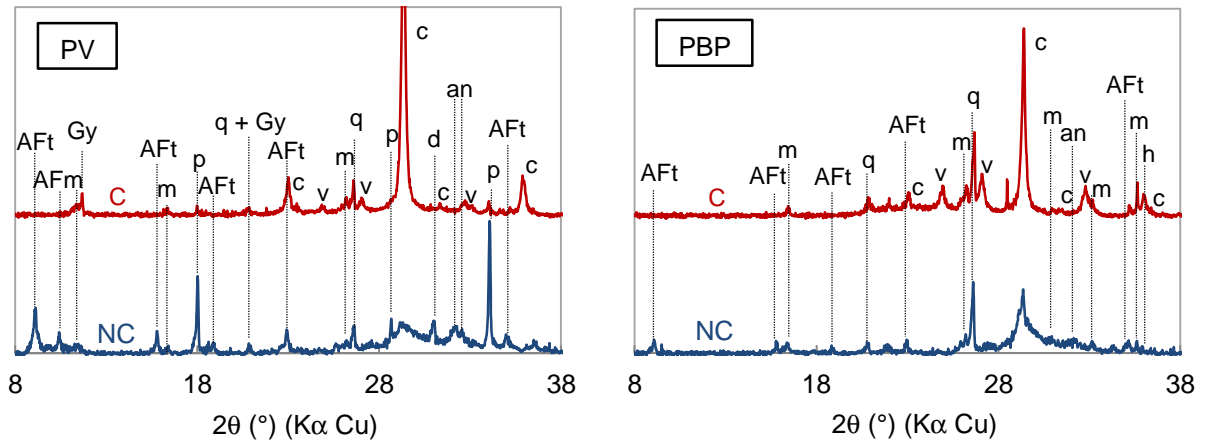 PV
c
an
AFt
Gy
AFm
AFt
m
q + Gy
p
AFt
AFt
c
v
m
q
v
p
d
c
v
p
AFt
c
C
NC
8
18
28
38
2θ (°) (Kα Cu)
PBP
c
AFt
AFt
m
AFt
q
AFt
c
v
m
q
v
m
an
c
v
m
AFt
m
h
c
C
NC
8
18
28
38
2θ (°) (Kα Cu)